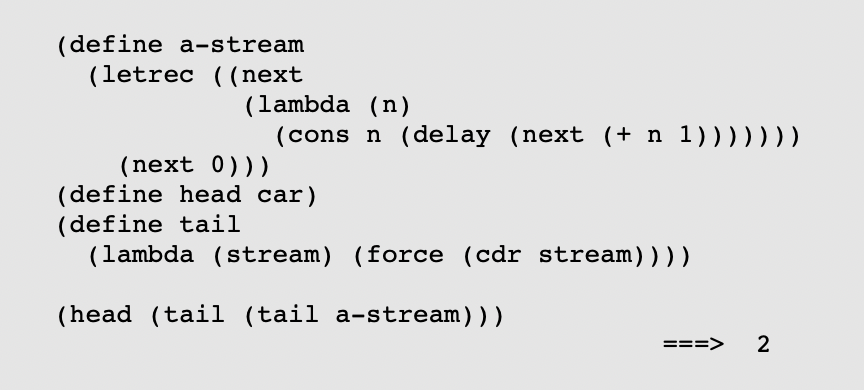 (define a-stream
  (letrec ((next
            (lambda (n)
              (cons n (delay (next (+ n 1)))))))
    (next 0)))
(define head car)
(define tail
  (lambda (stream) (force (cdr stream))))

(head (tail (tail a-stream)))
                                       ===>  2